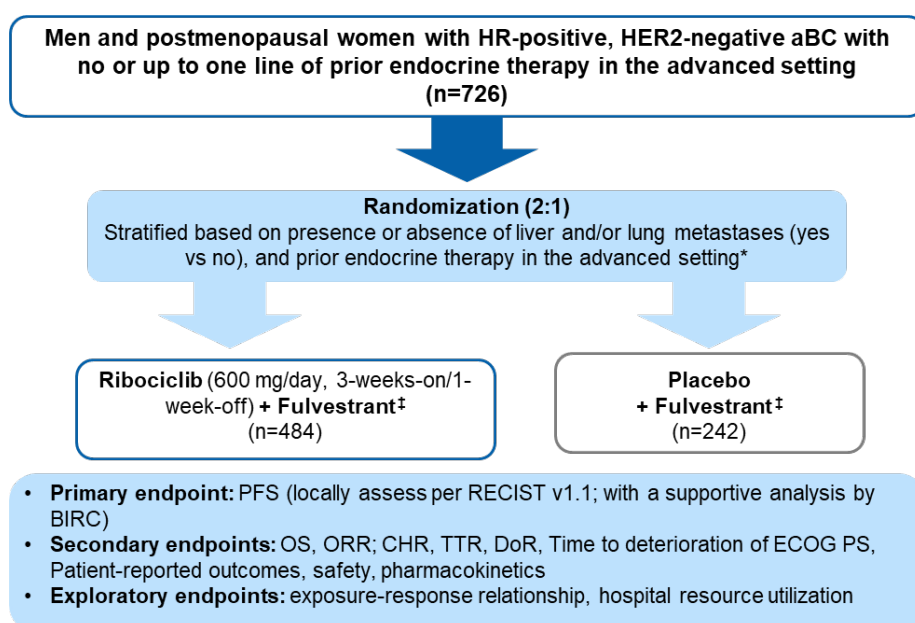 Men and postmenopausal women with HR-positive, HER2-negative aBC with
no or up to one line of prior endocrine therapy in the advanced setting
(n=726)
Randomization (2:1)
Stratified based on presence or absence of liver and/or lung metastases (yes
vs no), and prior endocrine therapy in the advanced setting*
Ribociclib (600 mg/day, 3-weeks-on/1-
week-off) + Fulvestrant‡
(n=484)
Placebo
+ Fulvestrant‡
(n=242)
• Primary endpoint: PFS (locally assess per RECIST v1.1; with a supportive analysis by
BIRC)
• Secondary endpoints: OS, ORR; CHR, TTR, DoR, Time to deterioration of ECOG PS,
Patient-reported outcomes, safety, pharmacokinetics
• Exploratory endpoints: exposure-response relationship, hospital resource utilization